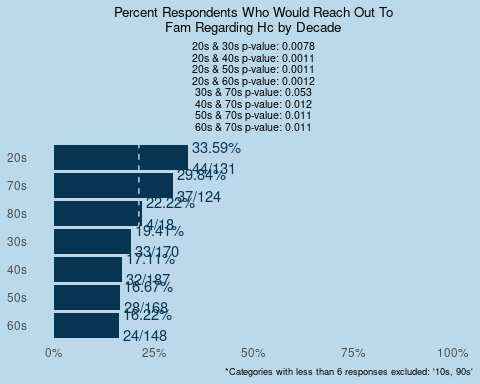 Percent Respondents Who Would Reach Out To
Fam Regarding Hc by Decade
20s & 30s p-value: 0.0078
20s & 40s p-value: 0.0011
20s & 50s p-value: 0.0011
20s & 60s p-value: 0.0012
30s & 70s p-value: 0.053
40s & 70s p-value: 0.012
50s & 70s p-value: 0.011
60s & 70s p-value: 0.011
20s
33.59%
44/131
70s
29.84%
37/124
80s
22.22%
4/18
30s
19.41%
33/170
40s
17.11%
32/187
50s
16.67%
28/168
60s
16.22%
24/148
0% 25% 50% 75% 100%
*Categories with less than 6 responses excluded: '10s, 90s'